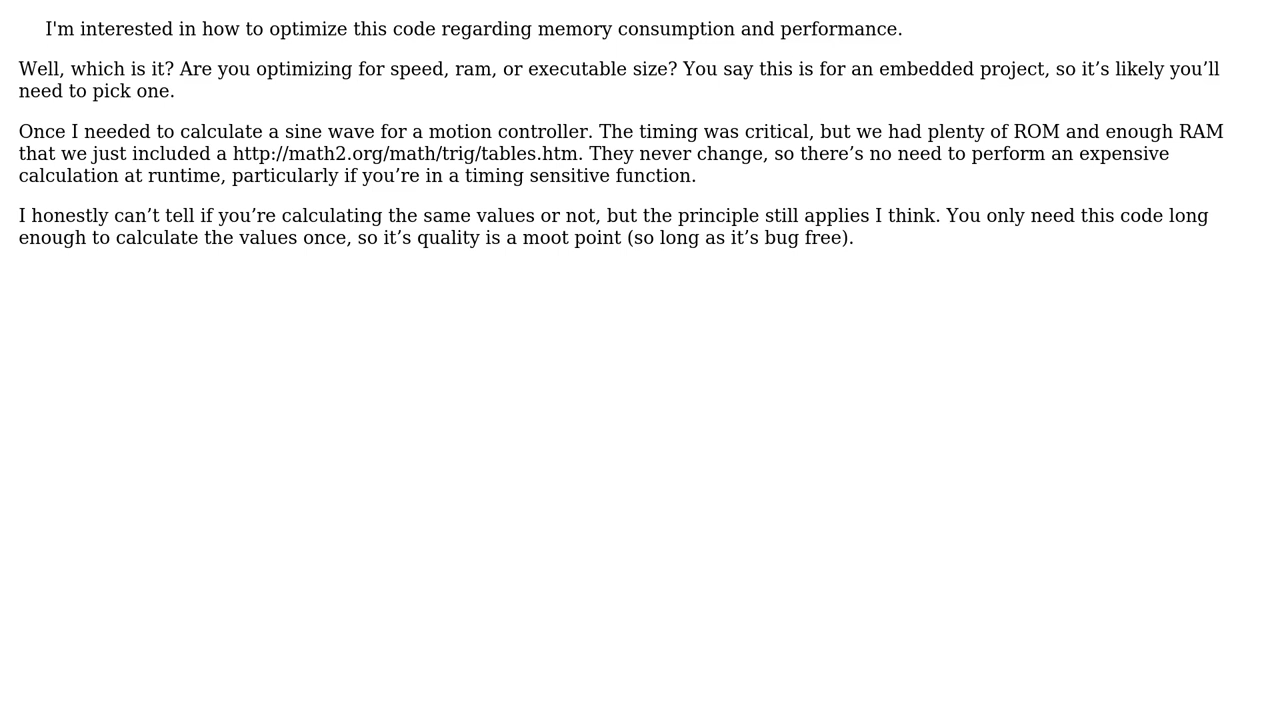 I'm interested in how to optimize this code regarding memory consumption and performance.
Well, which is it? Are you optimizing for speed, ram, or executable size? You say this is for an embedded project, so it’s likely you’ll
need to pick one.
Once I needed to calculate a sine wave for a motion controller. The timing was critical, but we had plenty of ROM and enough RAM
that we just included a http://math2.org/math/trig/tables.htm. They never change, so there’s no need to perform an expensive
calculation at runtime, particularly if you’re in a timing sensitive function.
I honestly can’t tell if you’re calculating the same values or not, but the principle still applies I think. You only need this code long
enough to calculate the values once, so it’s quality is a moot point (so long as it’s bug free).